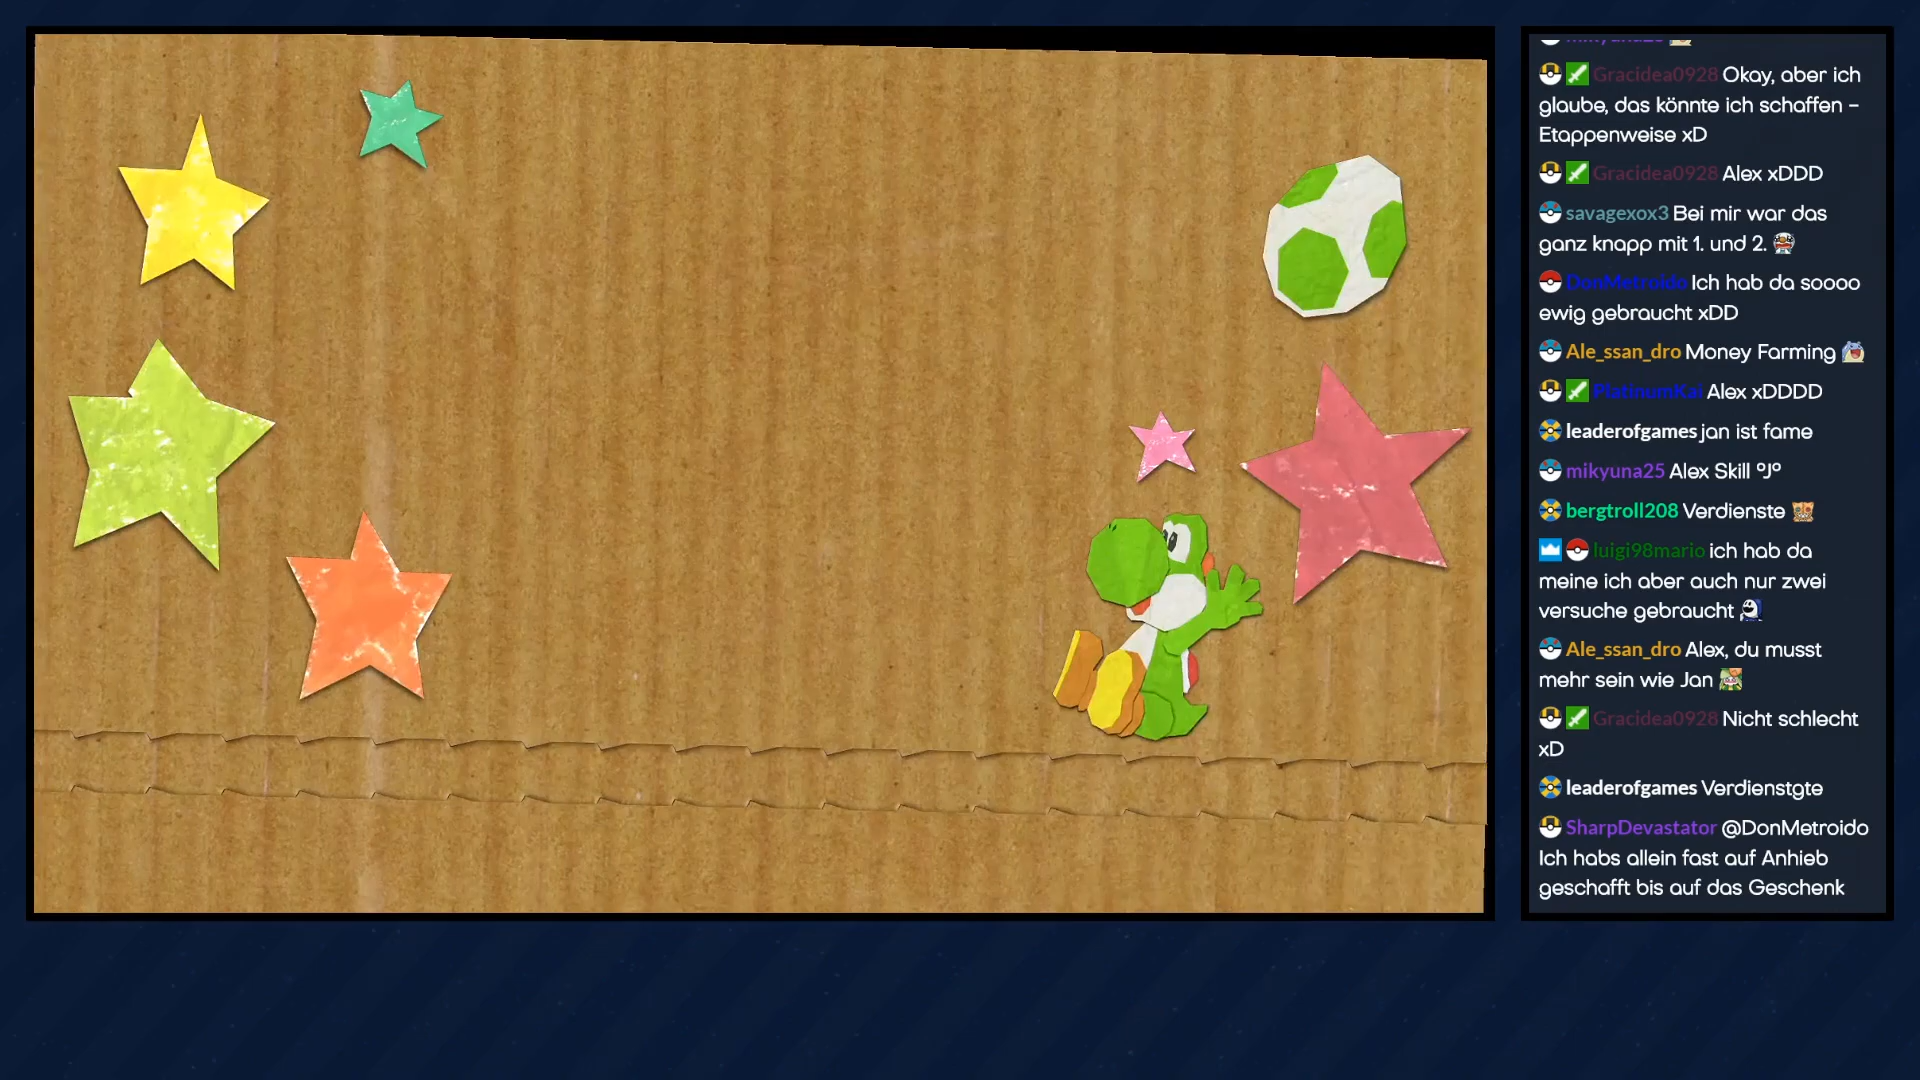 Gracidea0928 Okay, aber ich
glaube, das könnte ich schaffen –
Etappenweise xD
Gracidea0928 Alex xDDD
savagexox3 Bei mir war das
ganz knapp mit 1. und 2.
DonMetroido Ich hab da soooo
ewig gebraucht xDD
Ale_ssan_dro Money Farming
PlatinumKai Alex xDDDD
leaderofgames jan ist fame
mikyuna25 Alex Skill ºJº
bergtroll208 Verdienste
luigi98mario ich hab da
meine ich aber auch nur zwei
versuche gebraucht
Ale_ssan_dro Alex, du musst
mehr sein wie Jan
Gracidea0928 Nicht schlecht
xD
leaderofgames Verdienstgte
SharpDevastator @DonMetroido
Ich habs allein fast auf Anhieb
geschafft bis auf das Geschenk